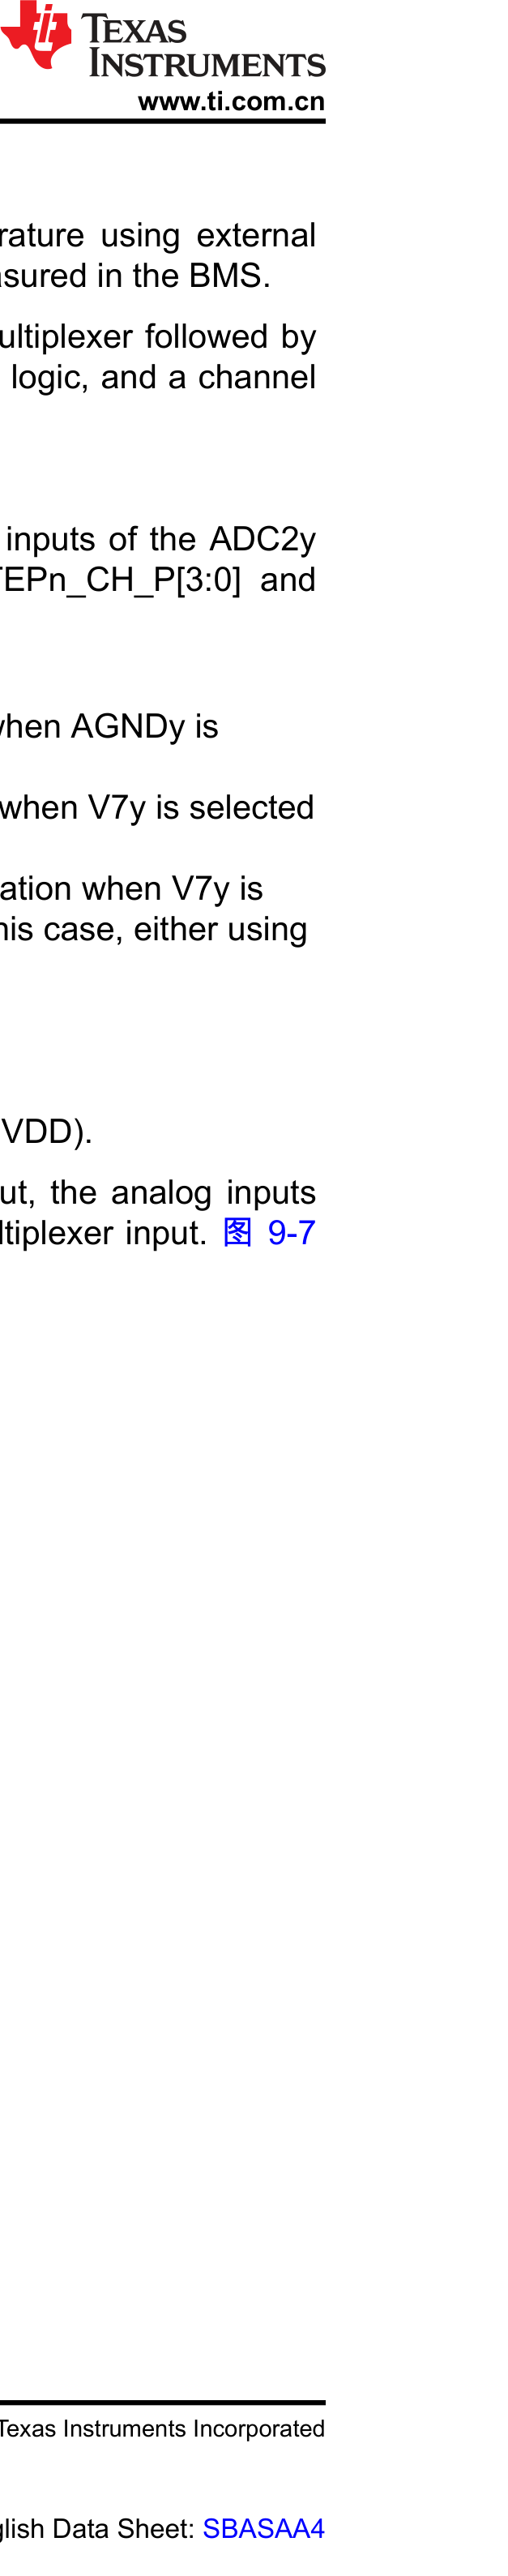 TEXAS
INSTRUMENTS
www.ti.com.cn
rature using external
sured in the BMS.
ultiplexer followed by
logic, and a channel
inputs of the ADC2y
TEPn_CH_P[3:0] and
when AGNDy is
when V7y is selected
ation when V7y is
his case, either using
VDD).
ut, the analog inputs
ltiplexer input. 图 9-7
Texas Instruments Incorporated
glish Data Sheet: SBASAA4